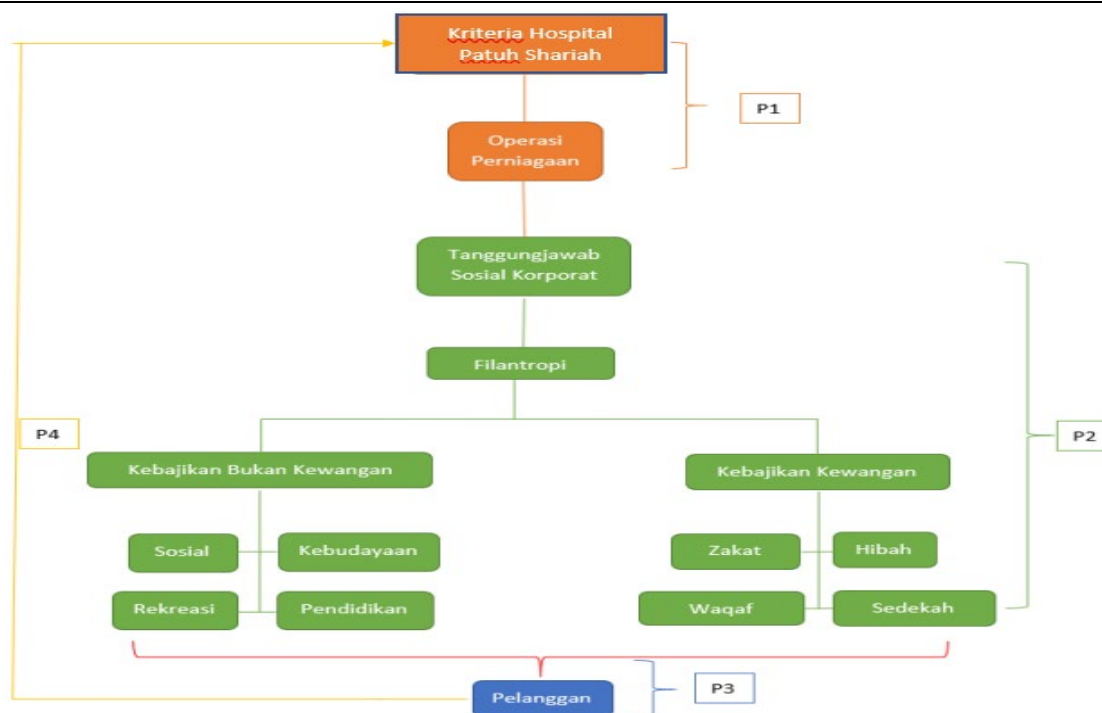 Kriteria Hospital
Patuh Shariah
P1
Operasi
Perniagaan
Tanggungjawab
Sosial Korporat
Filantropi
P4
P2
Kebajikan Bukan Kewangan
Kebajikan Kewangan
Sosial
Kebudayaan
Zakat
Hibah
Rekreasi
Pendidikan
Waqaf
Sedekah
P3
Pelanggan